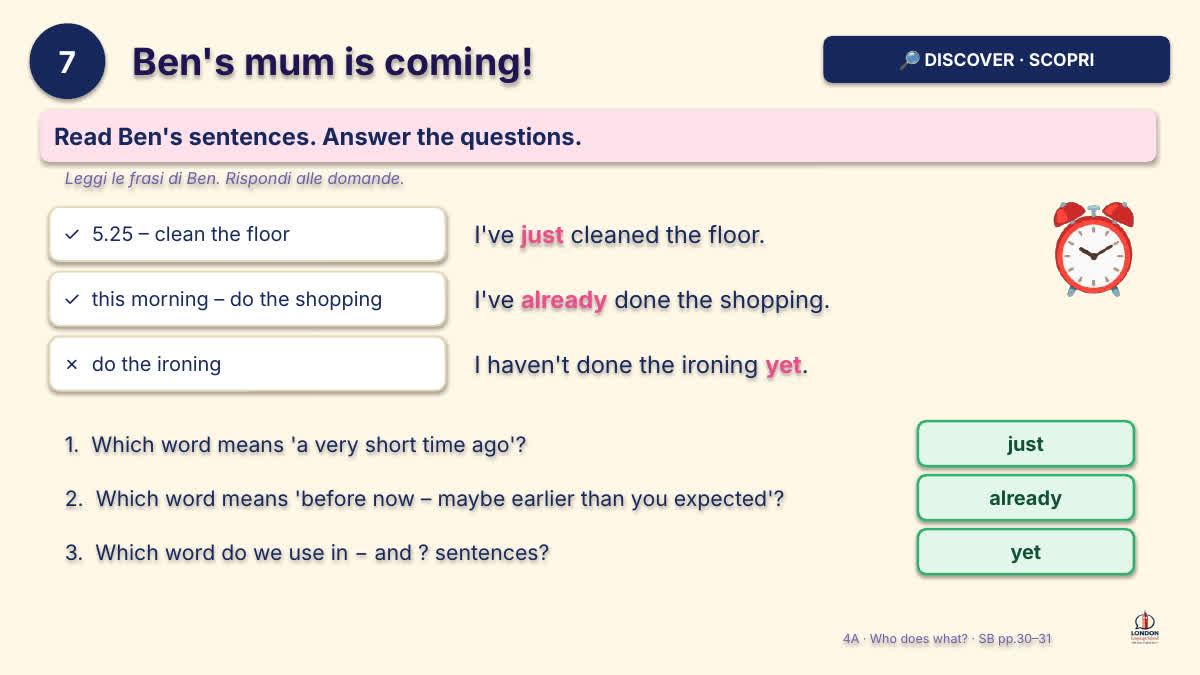 7
Ben's mum is coming!
🔎 DISCOVER · SCOPRI
Read Ben's sentences. Answer the questions.
Leggi le frasi di Ben. Rispondi alle domande.
✓ 5.25 – clean the floor
I've just cleaned the floor.
✓ this morning – do the shopping
I've already done the shopping.
× do the ironing
I haven't done the ironing yet.
1. Which word means 'a very short time ago'?
just
2. Which word means 'before now – maybe earlier than you expected'?
already
3. Which word do we use in – and ? sentences?
yet
4A · Who does what? · SB pp.30–31
LONDON